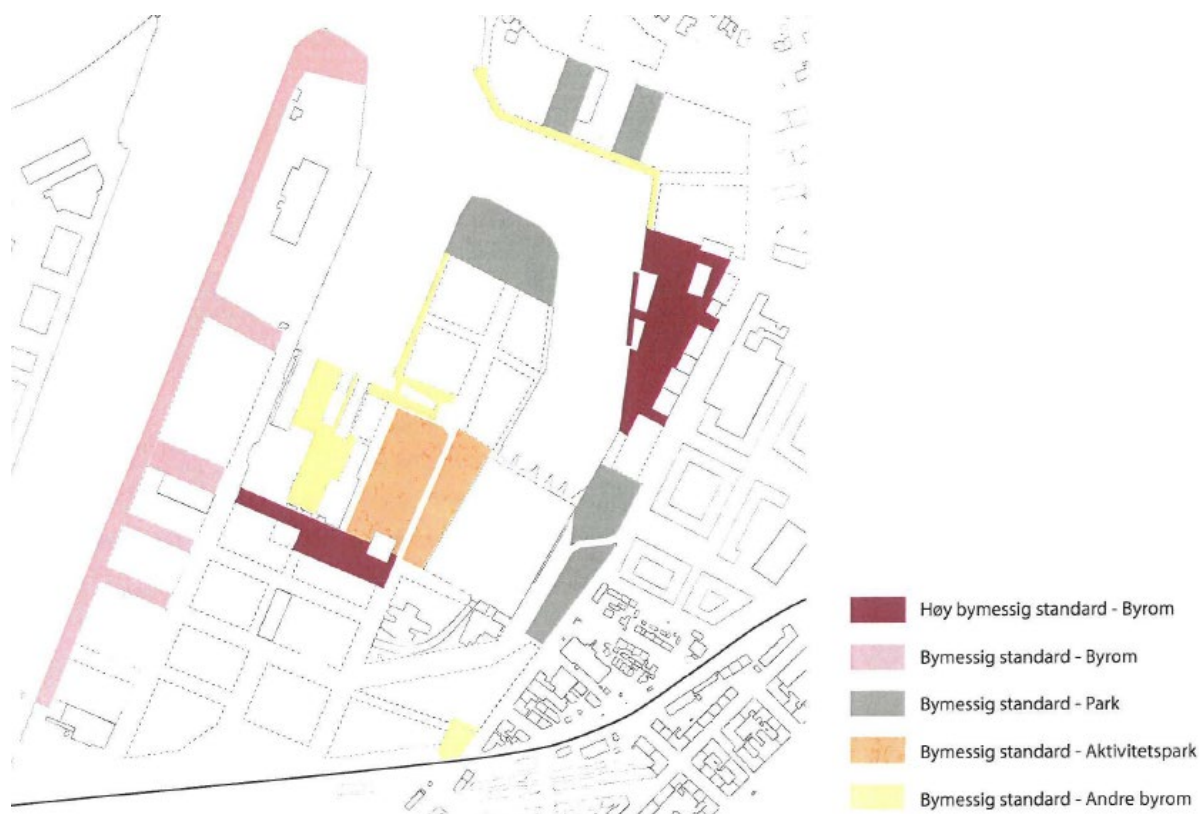 Høy bymessig standard - Byrom
Bymessig standard - Byrom
Bymessig standard - Park
Bymessig standard - Aktivitetspark
Bymessig standard - Andre byrom